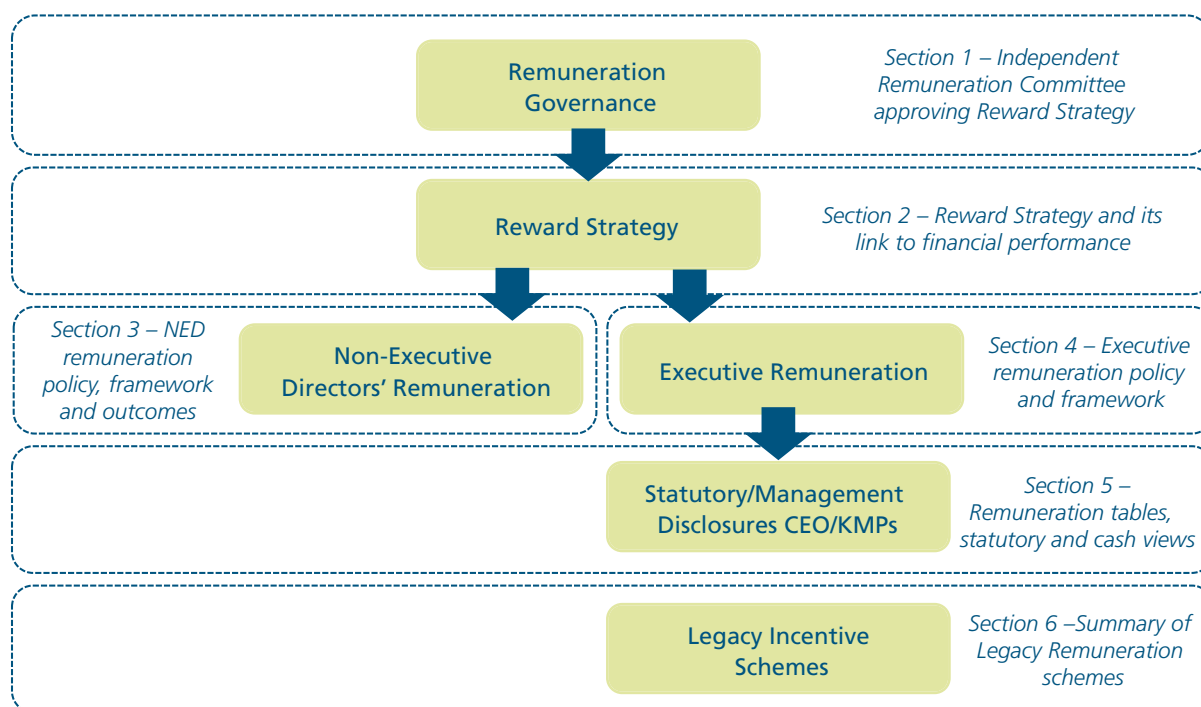 Remuneration
Governance
Section 1 – Independent
Remuneration Committee
approving Reward Strategy
Reward Strategy
Section 2 – Reward Strategy and its
link to financial performance
Section 3 – NED
remuneration
policy, framework
and outcomes
Non-Executive
Directors’ Remuneration
Executive Remuneration
Section 4 – Executive
remuneration policy
and framework
Statutory/Management
Disclosures CEO/KMPs
Section 5 –
Remuneration tables,
statutory and cash views
Legacy Incentive
Schemes
Section 6 –Summary of
Legacy Remuneration
schemes